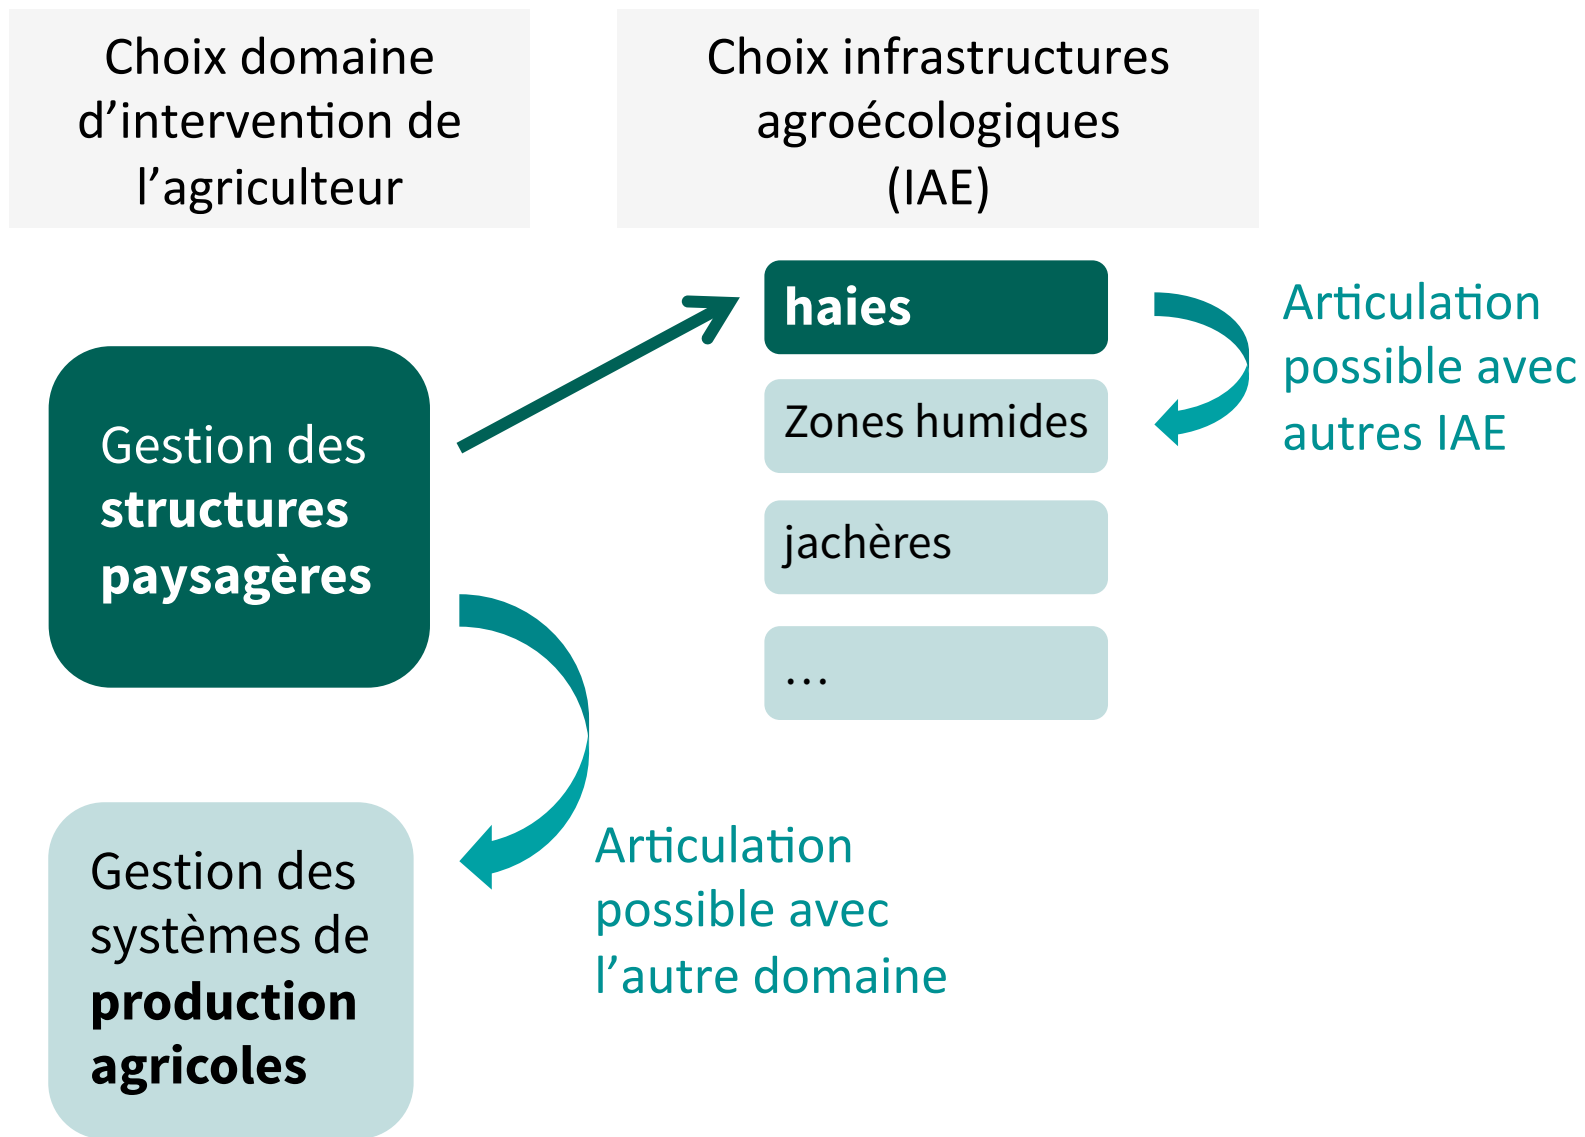 Choix domaine
d’intervention de
l’agriculteur
Choix infrastructures
agroécologiques
(IAE)
Gestion des
structures
paysagères
haies
Zones humides
jachères
…
Articulation
possible avec
autres IAE
Gestion des
systèmes de
production
agricoles
Articulation
possible avec
l’autre domaine